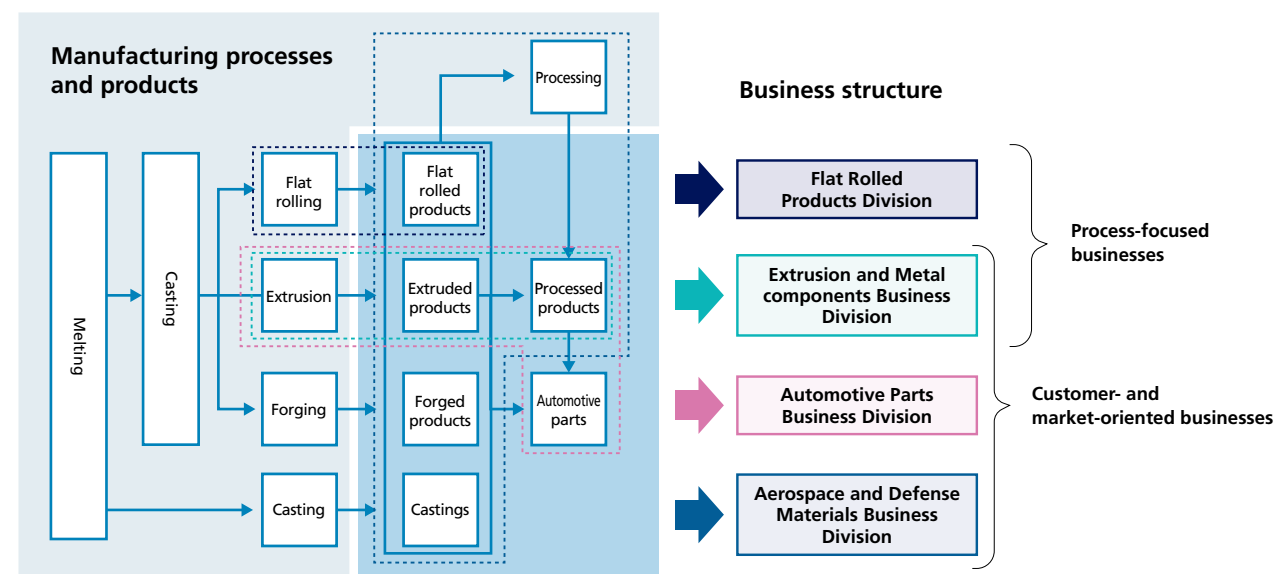 Manufacturing processes
and products
Processing
Business structure
Melting
Casting
Flat
rolling
Flat
rolled
products
Extrusion
Extruded
products
Processed
products
Forging
Forged
products
Automotive
parts
Casting
Castings
Flat Rolled
Products Division
Extrusion and Metal
components Business
Division
Automotive Parts
Business Division
Aerospace and Defense
Materials Business
Division
Process-focused
businesses
Customer- and
market-oriented businesses